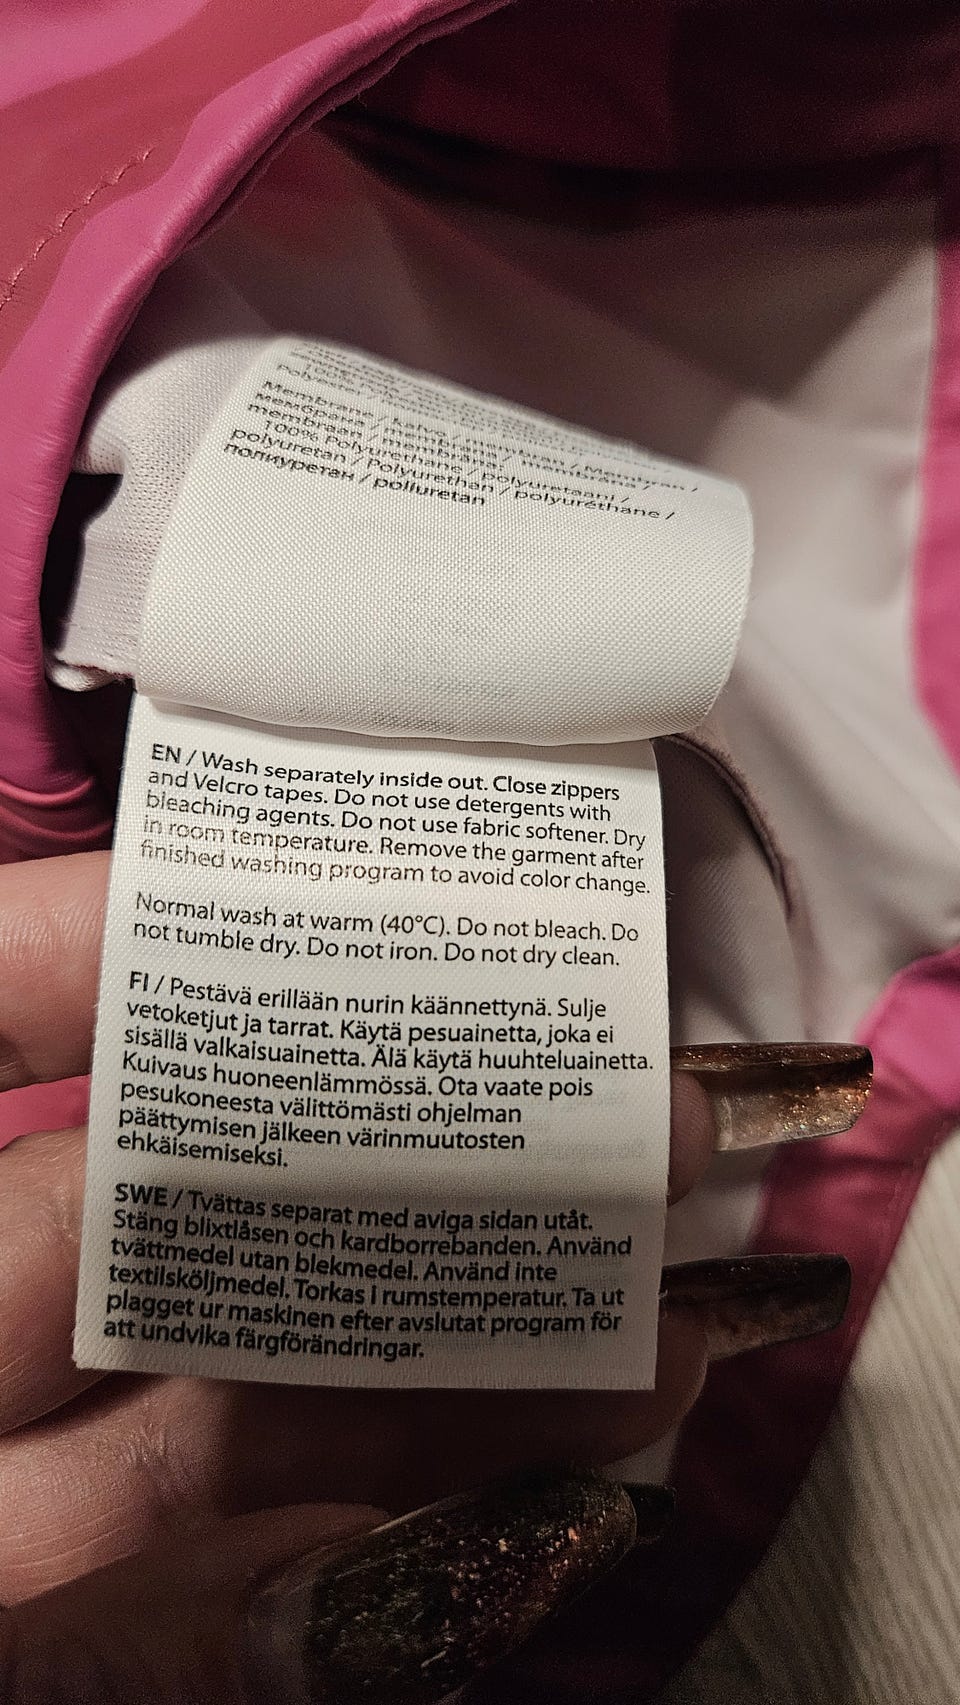 Membrane / kalvo / membran / Membran /
мембрана / membrāna / membrana /
membraan / membrană:
100% Polyurethane / polyuretaani /
polyuretan / Polyurethan / polyuréthane /
полиуретан / poliuretan
EN / Wash separately inside out. Close zippers
and Velcro tapes. Do not use detergents with
bleaching agents. Do not use fabric softener. Dry
in room temperature. Remove the garment after
finished washing program to avoid color change.
Normal wash at warm (40°C). Do not bleach. Do
not tumble dry. Do not iron. Do not dry clean.
FI / Pestävä erillään nurin käännettynä. Sulje
vetoketjut ja tarrat. Käytä pesuainetta, joka ei
sisällä valkaisuainetta. Älä käytä huuhteluainetta.
Kuivaus huoneenlämmössä. Ota vaate pois
pesukoneesta välittömästi ohjelman
päättymisen jälkeen värinmuutosten
ehkäisemiseksi.
SWE / Tvättas separat med aviga sidan utåt.
Stäng blixtlåsen och kardborrebanden. Använd
tvättmedel utan blekmedel. Använd inte
textilsköljmedel. Torkas i rumstemperatur. Ta ut
plagget ur maskinen efter avslutat program för
att undvika färgförändringar.